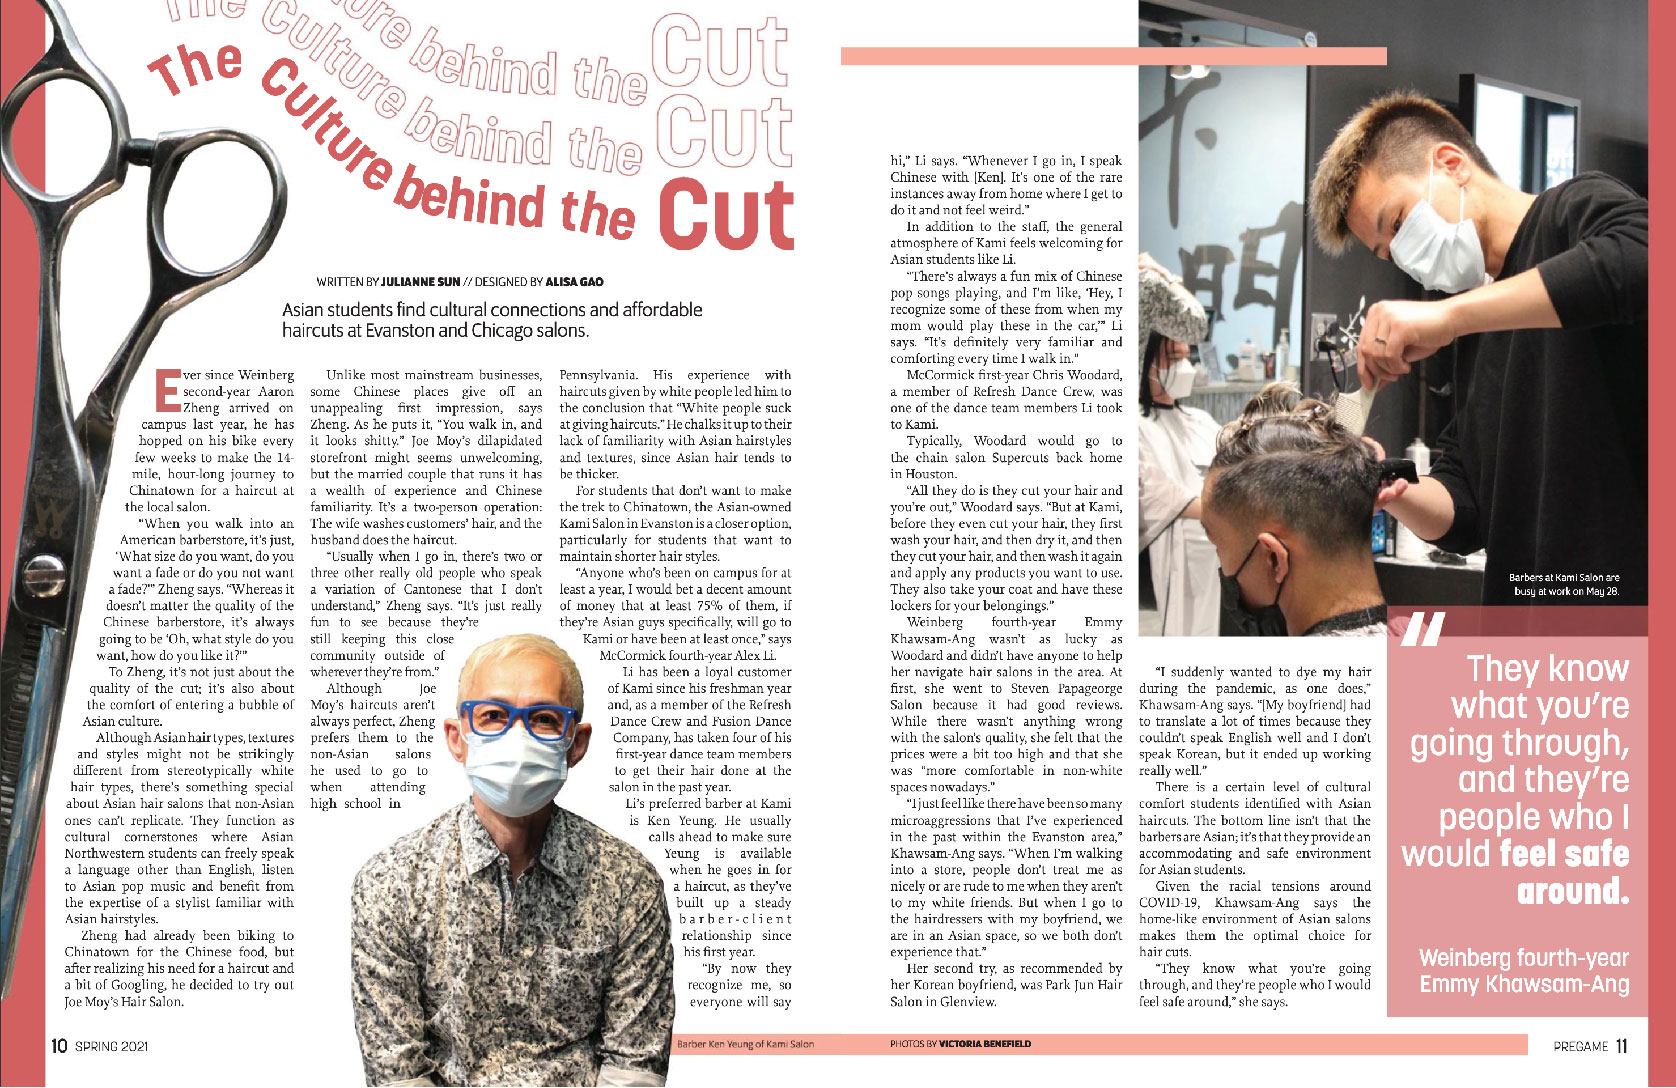 The Culture behind the Cut
The Culture behind the Cut
The Culture behind the Cut
WRITTEN BY JULIANNE SUN // DESIGNED BY ALISA GAO
Asian students find cultural connections and affordable
haircuts at Evanston and Chicago salons.
Ever since Weinberg
second-year Aaron
Zheng arrived on
campus last year, he has
hopped on his bike every
few weeks to make the 14-
mile, hour-long journey to
Chinatown for a haircut at
the local salon.
“When you walk into an
American barberstore, it’s just,
‘What size do you want, do you
want a fade or do you not want
a fade?’” Zheng says. “Whereas it
doesn’t matter the quality of the
Chinese barberstore, it’s always
going to be ‘Oh, what style do you
want, how do you like it?’”
To Zheng, it’s not just about the
quality of the cut; it’s also about
the comfort of entering a bubble of
Asian culture.
Although Asian hair types, textures
and styles might not be strikingly
different from stereotypically white
hair types, there’s something special
about Asian hair salons that non-Asian
ones can’t replicate. They function as
cultural cornerstones where Asian
Northwestern students can freely speak
a language other than English, listen
to Asian pop music and benefit from
the expertise of a stylist familiar with
Asian hairstyles.
Zheng had already been biking to
Chinatown for the Chinese food, but
after realizing his need for a haircut and
a bit of Googling, he decided to try out
Joe Moy’s Hair Salon.
Unlike most mainstream businesses,
some Chinese places give off an
unappealing first impression, says
Zheng. As he puts it, “You walk in, and
it looks shitty.” Joe Moy’s dilapidated
storefront might seems unwelcoming,
but the married couple that runs it has
a wealth of experience and Chinese
familiarity. It’s a two-person operation:
The wife washes customers’ hair, and the
husband does the haircut.
“Usually when I go in, there’s two or
three other really old people who speak
a variation of Cantonese that I don’t
understand,” Zheng says. “It’s just really
fun to see because they’re
still keeping this close
community outside of
wherever they’re from.”
Although Joe
Moy’s haircuts aren’t
always perfect, Zheng
prefers them to the
non-Asian salons
he used to go to
when attending
high school in
Pennsylvania. His experience with
haircuts given by white people led him to
the conclusion that “White people suck
at giving haircuts.” He chalks it up to their
lack of familiarity with Asian hairstyles
and textures, since Asian hair tends to
be thicker.
For students that don’t want to make
the trek to Chinatown, the Asian-owned
Kami Salon in Evanston is a closer option,
particularly for students that want to
maintain shorter hair styles.
“Anyone who’s been on campus for at
least a year, I would bet a decent amount
of money that at least 75% of them, if
they’re Asian guys specifically, will go to
Kami or have been at least once,” says
McCormick fourth-year Alex Li.
Li has been a loyal customer
of Kami since his freshman year
and, as a member of the Refresh
Dance Crew and Fusion Dance
Company, has taken four of his
first-year dance team members
to get their hair done at the
salon in the past year.
Li’s preferred barber at Kami
is Ken Yeung. He usually
calls ahead to make sure
Yeung is available
when he goes in for
a haircut, as they’ve
built up a steady
barber-client
relationship since
his first year.
“By now they
recognize me, so
everyone will say
10 SPRING 2021
Barber Ken Yeung of Kami Salon
hi,” Li says. “Whenever I go in, I speak
Chinese with [Ken]. It’s one of the rare
instances away from home where I get to
do it and not feel weird.”
In addition to the staff, the general
atmosphere of Kami feels welcoming for
Asian students like Li.
“There’s always a fun mix of Chinese
pop songs playing, and I’m like, ‘Hey, I
recognize some of these from when my
mom would play these in the car,’” Li
says. “It’s definitely very familiar and
comforting every time I walk in.”
McCormick first-year Chris Woodard,
a member of Refresh Dance Crew, was
one of the dance team members Li took
to Kami.
Typically, Woodard would go to
the chain salon Supercuts back home
in Houston.
“All they do is they cut your hair and
you’re out,” Woodard says. “But at Kami,
before they even cut your hair, they first
wash your hair, and then dry it, and then
they cut your hair, and then wash it again
and apply any products you want to use.
They also take your coat and have these
lockers for your belongings.”
Weinberg fourth-year Emmy
Khawsam-Ang wasn’t as lucky as
Woodard and didn’t have anyone to help
her navigate hair salons in the area. At
first, she went to Steven Papageorge
Salon because it had good reviews.
While there wasn’t anything wrong
with the salon’s quality, she felt that the
prices were a bit too high and that she
was “more comfortable in non-white
spaces nowadays.”
“I just feel like there have been so many
microaggressions that I’ve experienced
in the past within the Evanston area,”
Khawsam-Ang says. “When I’m walking
into a store, people don’t treat me as
nicely or are rude to me when they aren’t
to my white friends. But when I go to
the hairdressers with my boyfriend, we
are in an Asian space, so we both don’t
experience that.”
Her second try, as recommended by
her Korean boyfriend, was Park Jun Hair
Salon in Glenview.
“I suddenly wanted to dye my hair
during the pandemic, as one does,”
Khawsam-Ang says. “[My boyfriend] had
to translate a lot of times because they
couldn’t speak English well and I don’t
speak Korean, but it ended up working
really well.”
There is a certain level of cultural
comfort students identified with Asian
haircuts. The bottom line isn’t that the
barbers are Asian; it’s that they provide an
accommodating and safe environment
for Asian students.
Given the racial tensions around
COVID-19, Khawsam-Ang says the
home-like environment of Asian salons
makes them the optimal choice for
hair cuts.
“They know what you’re going
through, and they’re people who I would
feel safe around,” she says.
Barbers at Kami Salon are
busy at work on May 28.
“
They know
what you’re
going through,
and they’re
people who I
would feel safe
around.
Weinberg fourth-year
Emmy Khawsam-Ang
PHOTOS BY VICTORIA BENEFIELD
PREGAME 11